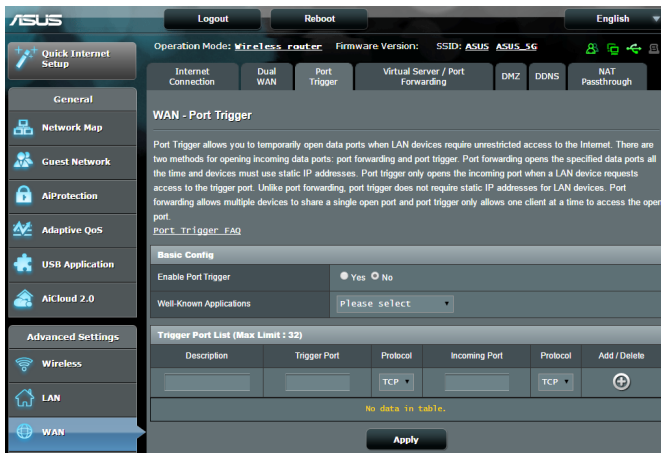 ASUS
Logout
Reboot
English
Quick Internet
Setup
Operation Mode: Wireless router Firmware Version: SSID: ASUS ASUS_5G
Internet
Connection
Dual
WAN
Port
Trigger
Virtual Server / Port
Forwarding
DMZ
DDNS
NAT
Passthrough
General
Network Map
Guest Network
AiProtection
Adaptive QoS
USB Application
AiCloud 2.0
Advanced Settings
Wireless
LAN
WAN
WAN - Port Trigger
Port Trigger allows you to temporarily open data ports when LAN devices require unrestricted access to the Internet. There are
two methods for opening incoming data ports: port forwarding and port trigger. Port forwarding opens the specified data ports all
the time and devices must use static IP addresses. Port trigger only opens the incoming port when a LAN device requests
access to the trigger port. Unlike port forwarding, port trigger does not require static IP addresses for LAN devices. Port
forwarding allows multiple devices to share a single open port and port trigger only allows one client at a time to access the open
port.
Port Trigger FAQ
Basic Config
Enable Port Trigger
Yes No
Well-Known Applications
Please select
Trigger Port List (Max Limit : 32)
Description Trigger Port Protocol Incoming Port Protocol Add / Delete
TCP TCP
No data in table.
Apply